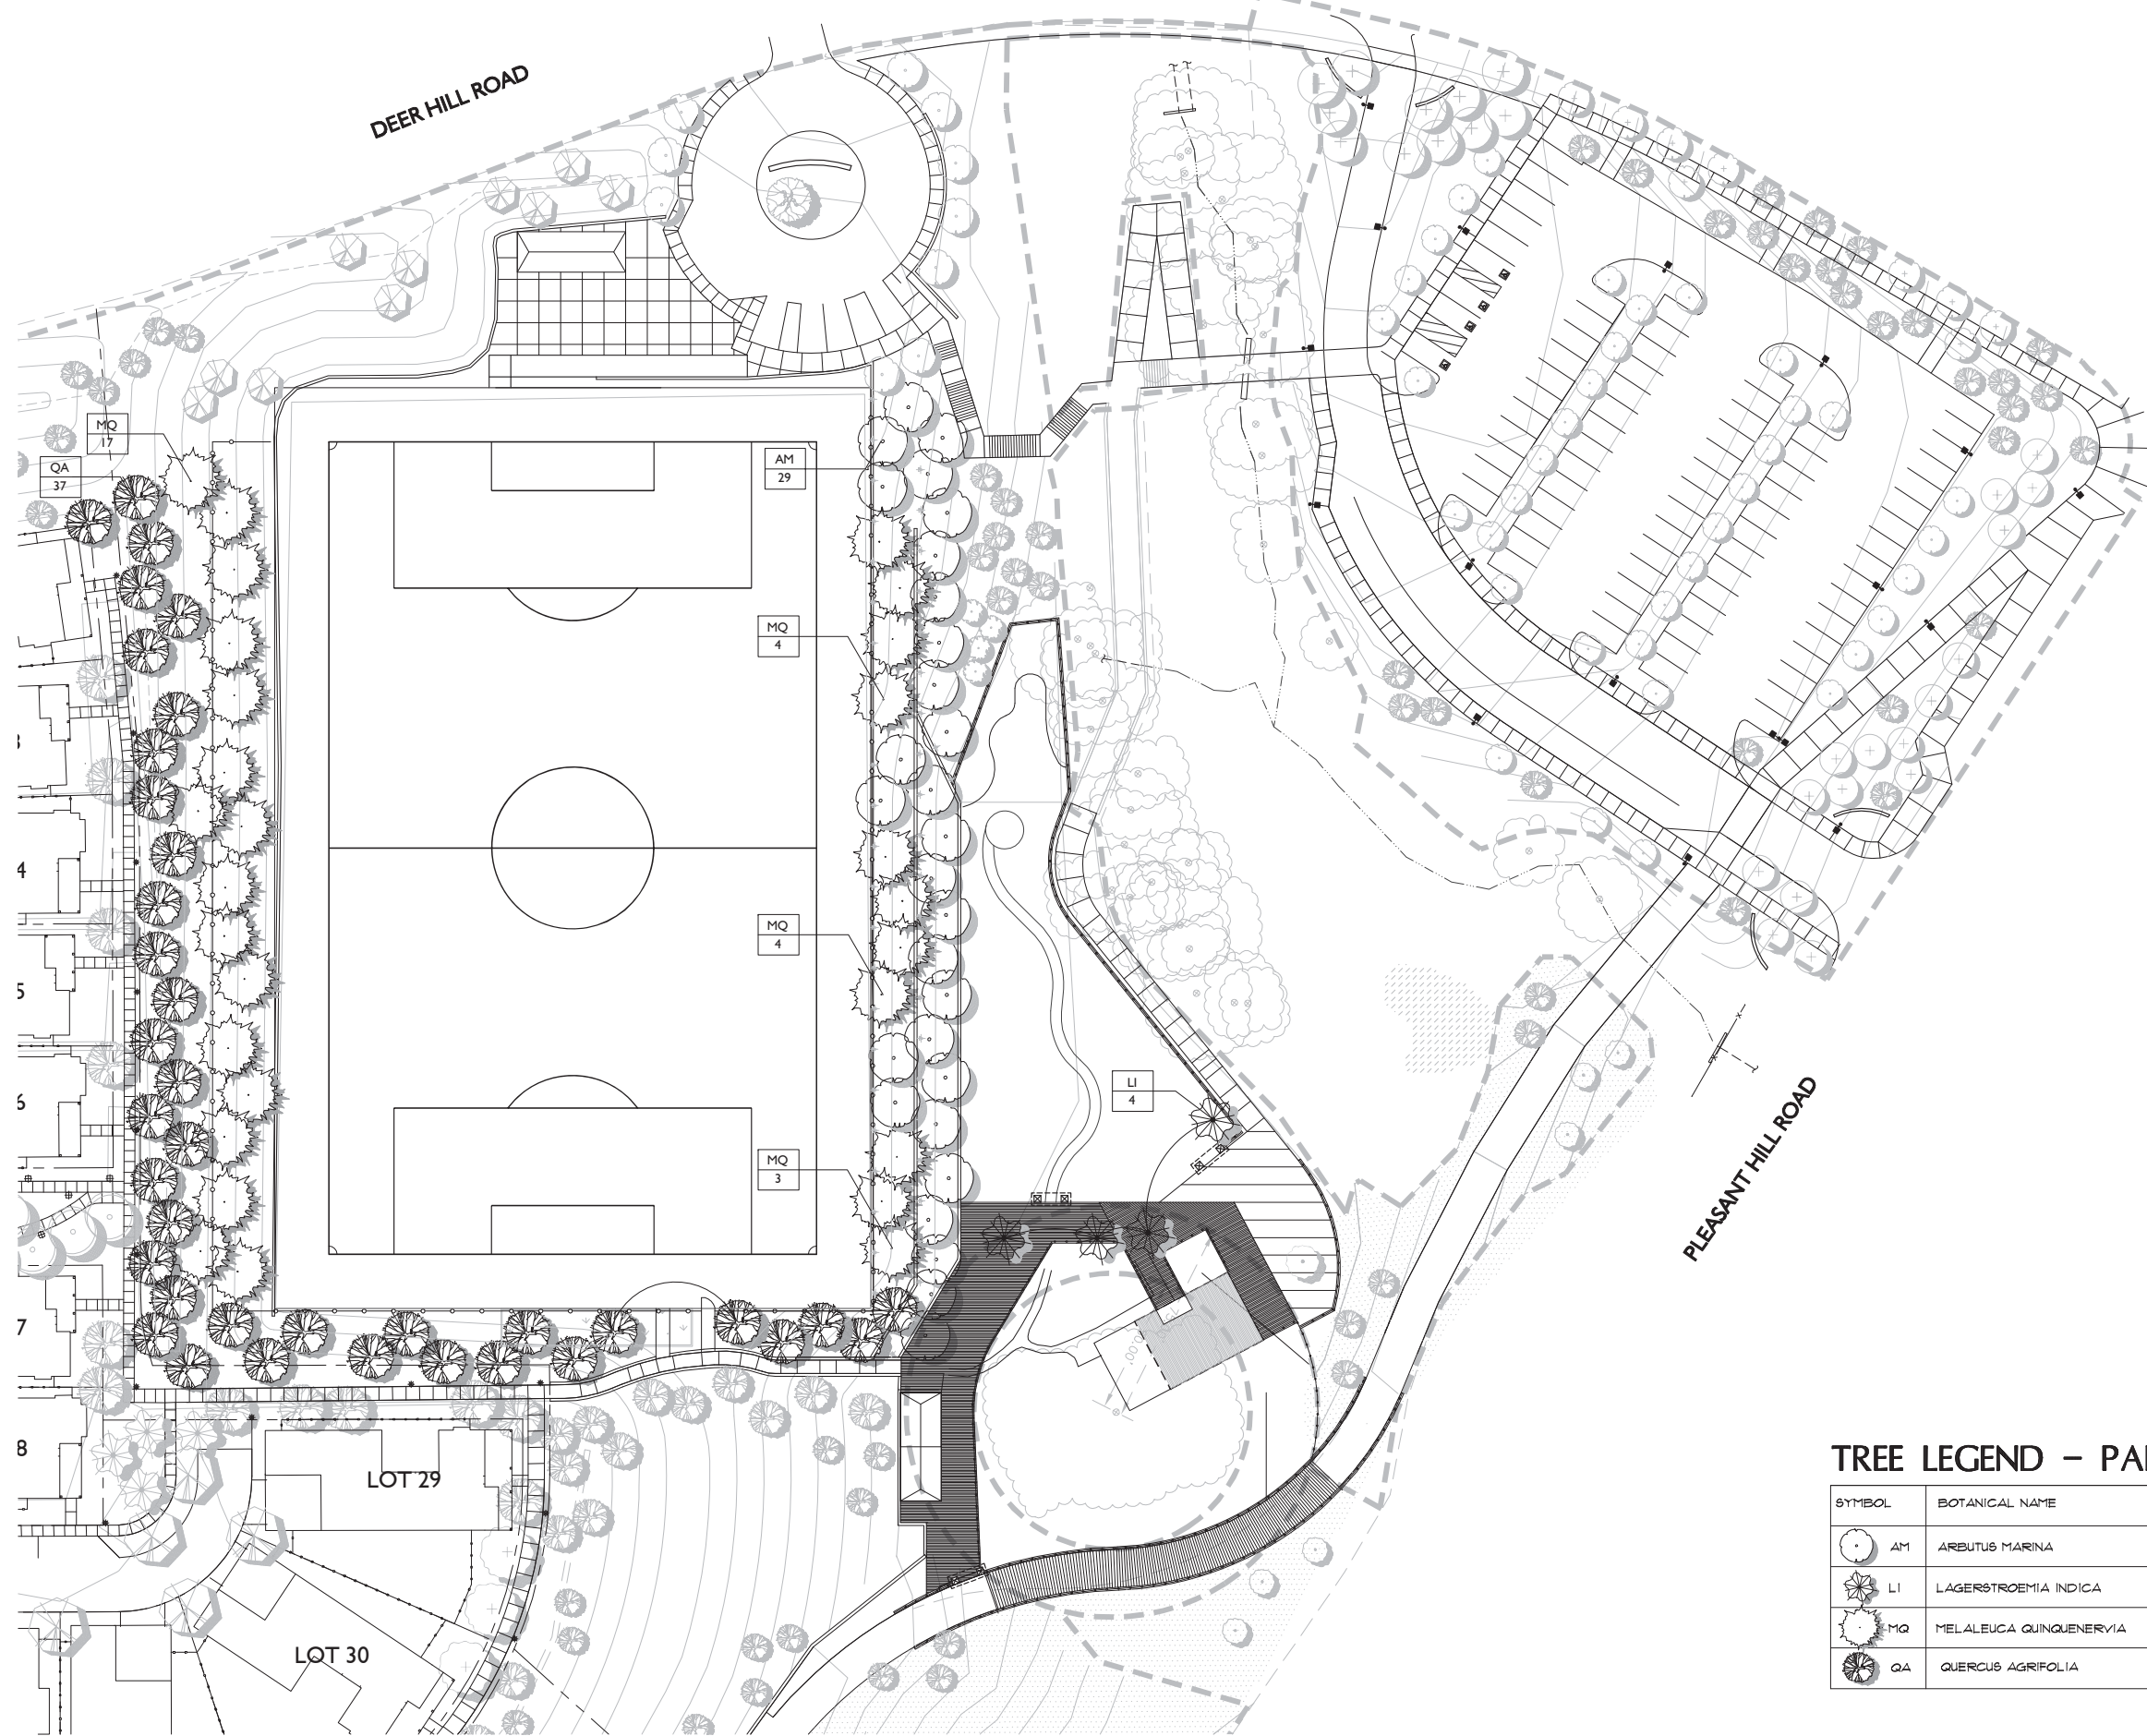 DEER HILL ROAD
MQ
17
QA
37
AM
29
MQ
4
MQ
4
MQ
3
LI
4
3
4
5
6
7
8
LOT 29
LOT 30
PLEASANT HILL ROAD
TREE LEGEND – PA
SYMBOL BOTANICAL NAME
AM ARBUTUS MARINA
LI LAGERSTROEMIA INDICA
MQ MELALEUCA QUINQUENERVIA
QA QUERCUS AGRIFOLIA